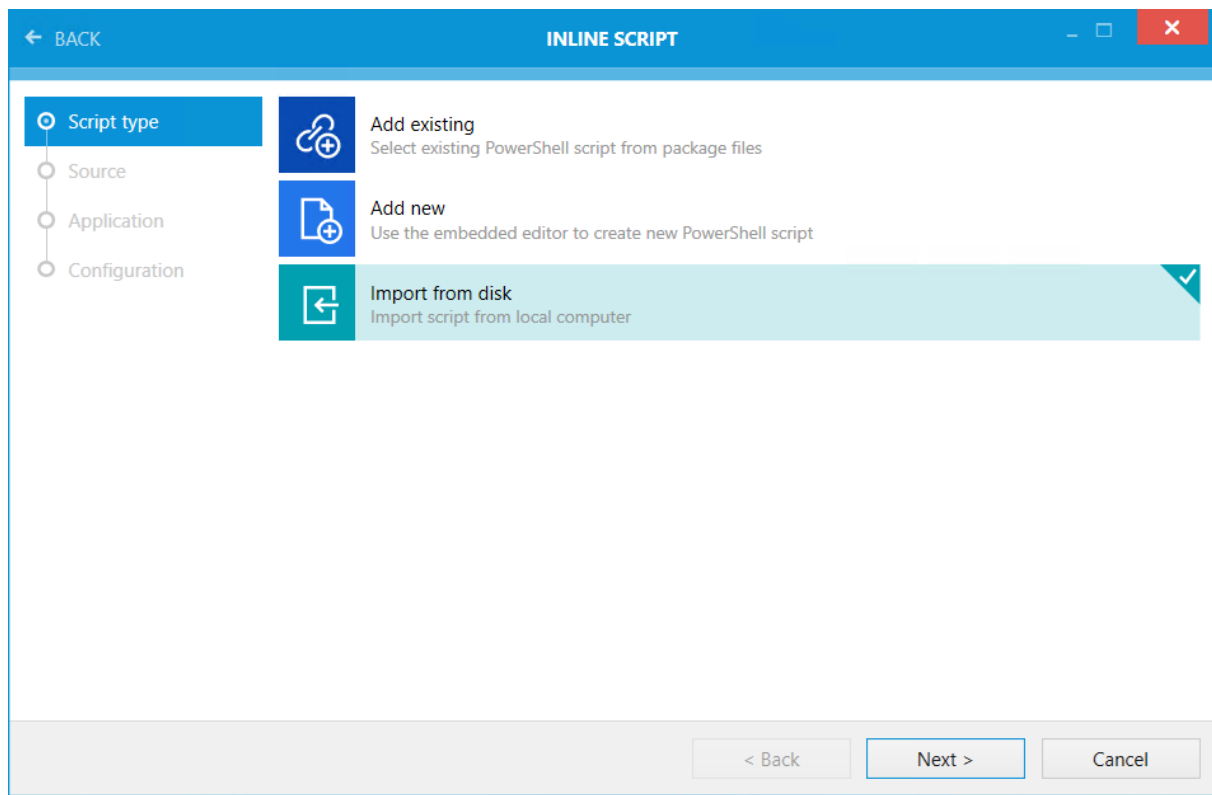 BACK
INLINE SCRIPT
Script type
Source
Application
Configuration
Add existing
Select existing PowerShell script from package files
Add new
Use the embedded editor to create new PowerShell script
Import from disk
Import script from local computer
< Back
Next >
Cancel